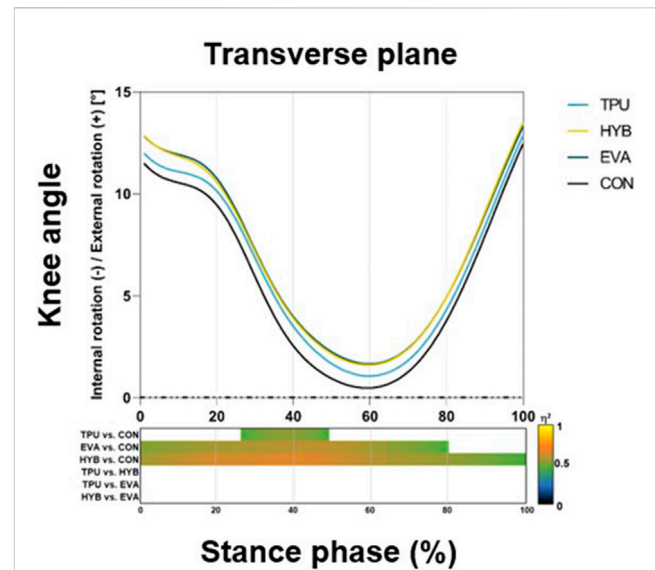 Transverse plane
Knee angle
Internal rotation (-) / External rotation (+) [°]
15
10
5
0
0 20 40 60 80 100
TPU
HYB
EVA
CON
TPU vs. CON
EVA vs. CON
HYB vs. CON
TPU vs. HYB
TPU vs. EVA
HYB vs. EVA
0 20 40 60 80 100
η²
1
0.5
0
Stance phase (%)